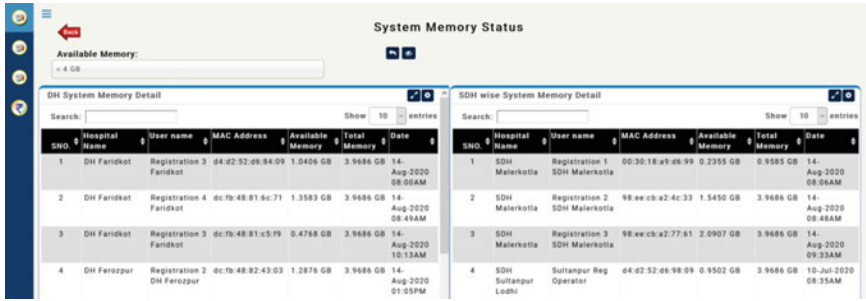 System Memory Status
Back
Available Memory:
< 4 GB
DH System Memory Detail
Search:
Show 10 entries
SNO. Hospital Name User name MAC Address Available Memory Total Memory Date
1 DH Faridkot Registration 3 Faridkot d4:d2:52:d6:84:09 1.0406 GB 3.9686 GB 14-Aug-2020 08:00AM
2 DH Faridkot Registration 4 Faridkot dc:fb:48:81:6c:71 1.3583 GB 3.9686 GB 14-Aug-2020 08:49AM
3 DH Faridkot Registration 3 Faridkot dc:fb:48:81:c5:f9 0.4768 GB 3.9686 GB 14-Aug-2020 10:13AM
4 DH Ferozpur Registration 2 DH Ferozpur dc:fb:48:82:43:03 1.2876 GB 3.9686 GB 14-Aug-2020 01:05PM
SDH wise System Memory Detail
Search:
Show 10 entries
SNO. Hospital Name User name MAC Address Available Memory Total Memory Date
1 SDH Malerkotla Registration 1 SDH Malerkotla 00:30:18:a9:d6:99 0.2355 GB 0.9585 GB 14-Aug-2020 08:06AM
2 SDH Malerkotla Registration 2 SDH Malerkotla 98:ee:cb:a2:4c:33 1.5450 GB 3.9686 GB 14-Aug-2020 08:48AM
3 SDH Malerkotla Registration 3 SDH Malerkotla 98:ee:cb:a2:77:61 2.0907 GB 3.9686 GB 14-Aug-2020 09:33AM
4 SDH Sultanpur Lodhi Sultanpur Reg Operator d4:d2:52:d6:98:09 0.9502 GB 3.9686 GB 10-Jul-2020 08:35AM